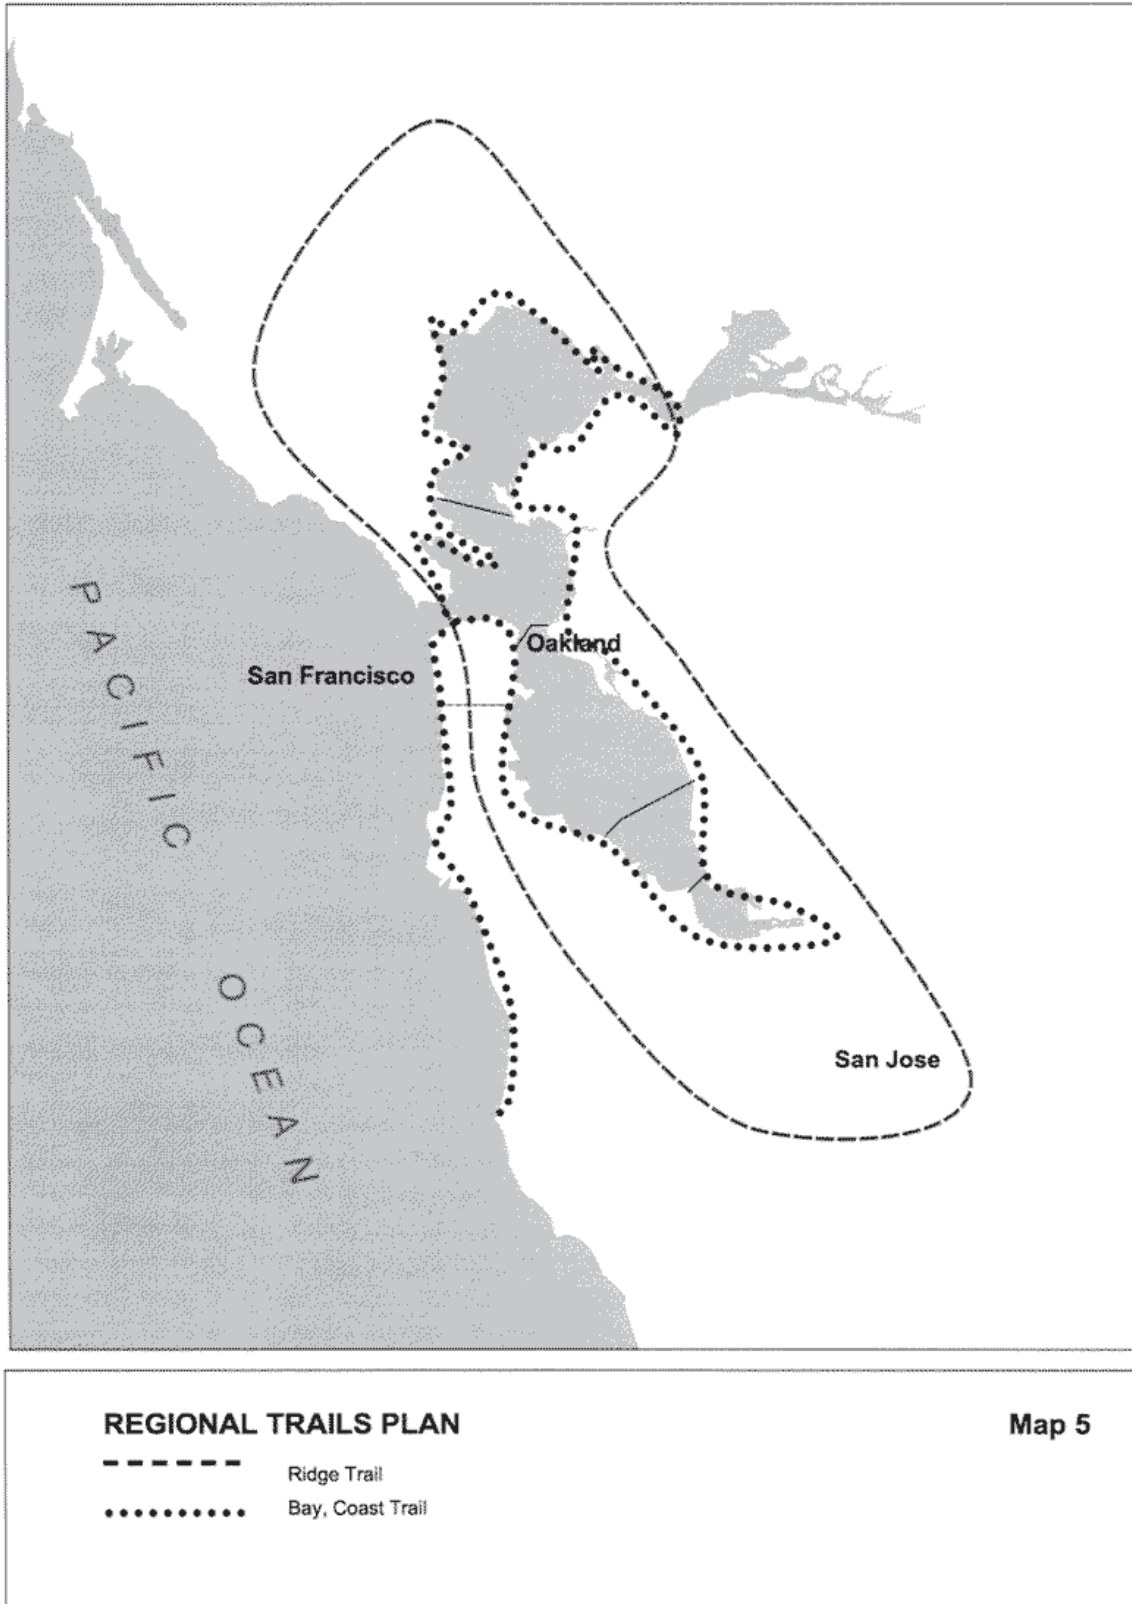 San Francisco
Oakland
PACIFIC OCEAN
San Jose
REGIONAL TRAILS PLAN
Map 5
Ridge Trail
Bay, Coast Trail